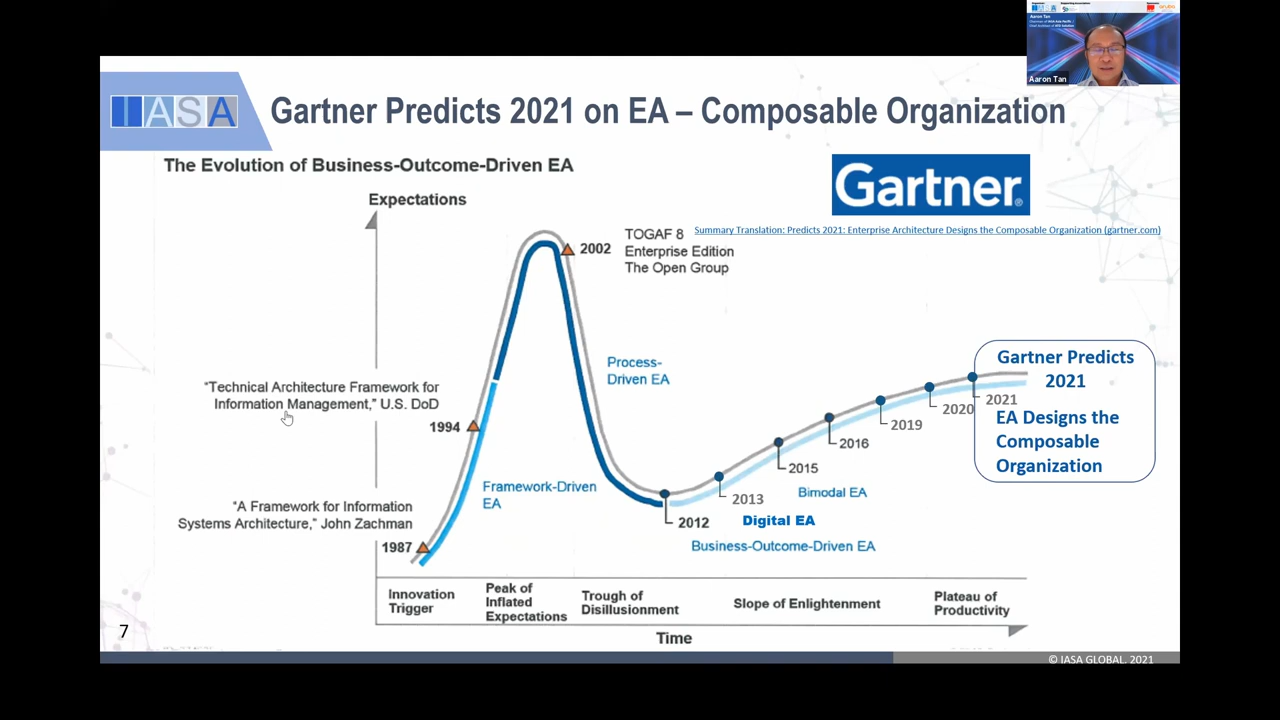 Aaron Tan
Aaron Tan
IASA
Gartner Predicts 2021 on EA – Composable Organization
The Evolution of Business-Outcome-Driven EA
Gartner®
Summary Translation: Predicts 2021: Enterprise Architecture Designs the Composable Organization (gartner.com)
Expectations
2002
TOGAF 8
Enterprise Edition
The Open Group
Process-
Driven EA
"Technical Architecture Framework for
Information Management," U.S. DoD
1994
Framework-Driven
EA
"A Framework for Information
Systems Architecture," John Zachman
1987
2012
2013
2015
2016
2019
2020
2021
Bimodal EA
Digital EA
Business-Outcome-Driven EA
Gartner Predicts
2021
EA Designs the
Composable
Organization
Innovation
Trigger
Peak of
Inflated
Expectations
Trough of
Disillusionment
Slope of Enlightenment
Plateau of
Productivity
Time
7
© IASA GLOBAL. 2021